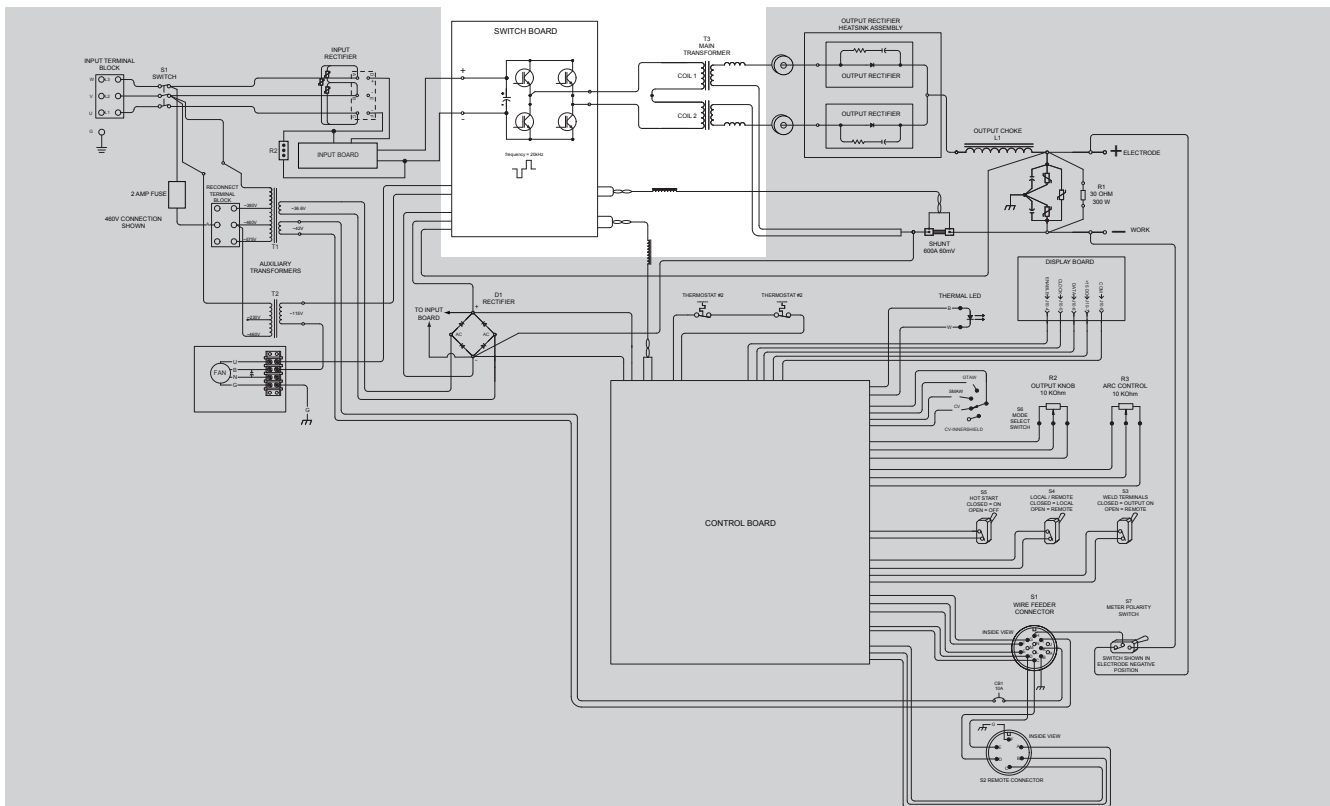 SWITCH BOARD
frequency = 20kHz
+
-
INPUT TERMINAL
BLOCK
W
L3
V
L2
U
L1
G
S1
SWITCH
INPUT
RECTIFIER
R2
INPUT BOARD
2 AMP FUSE
460V CONNECTION
SHOWN
RECONNECT
TERMINAL
BLOCK
T1
AUXILIARY
TRANSFORMERS
T2
~115V
FAN
U
B
N
G
G
TO INPUT
BOARD
D1
RECTIFIER
+
AC
AC
-
T3
MAIN
TRANSFORMER
COIL 1
COIL 2
OUTPUT RECTIFIER
HEATSINK ASSEMBLY
OUTPUT RECTIFIER
OUTPUT RECTIFIER
OUTPUT CHOKE
L1
+
ELECTRODE
R1
30 OHM
300 W
WORK
SHUNT
600A 60mV
DISPLAY BOARD
THERMOSTAT #2
THERMOSTAT #2
THERMAL LED
B
W
GTAW
SMAW
CV
CV-INNERSHIELD
S6
MODE
SELECT
SWITCH
R2
OUTPUT KNOB
10 KOhm
R3
ARC CONTROL
10 KOhm
S5
HOT START
CLOSED = ON
OPEN = OFF
S4
LOCAL / REMOTE
CLOSED = LOCAL
OPEN = REMOTE
S3
WELD TERMINALS
CLOSED = OUTPUT ON
OPEN = REMOTE
CONTROL BOARD
S1
WIRE FEEDER
CONNECTOR
INSIDE VIEW
S7
METER POLARITY
SWITCH
SWITCH SHOWN IN
ELECTRODE NEGATIVE
POSITION
CB1
10A
G
INSIDE VIEW
S2 REMOTE CONNECTOR